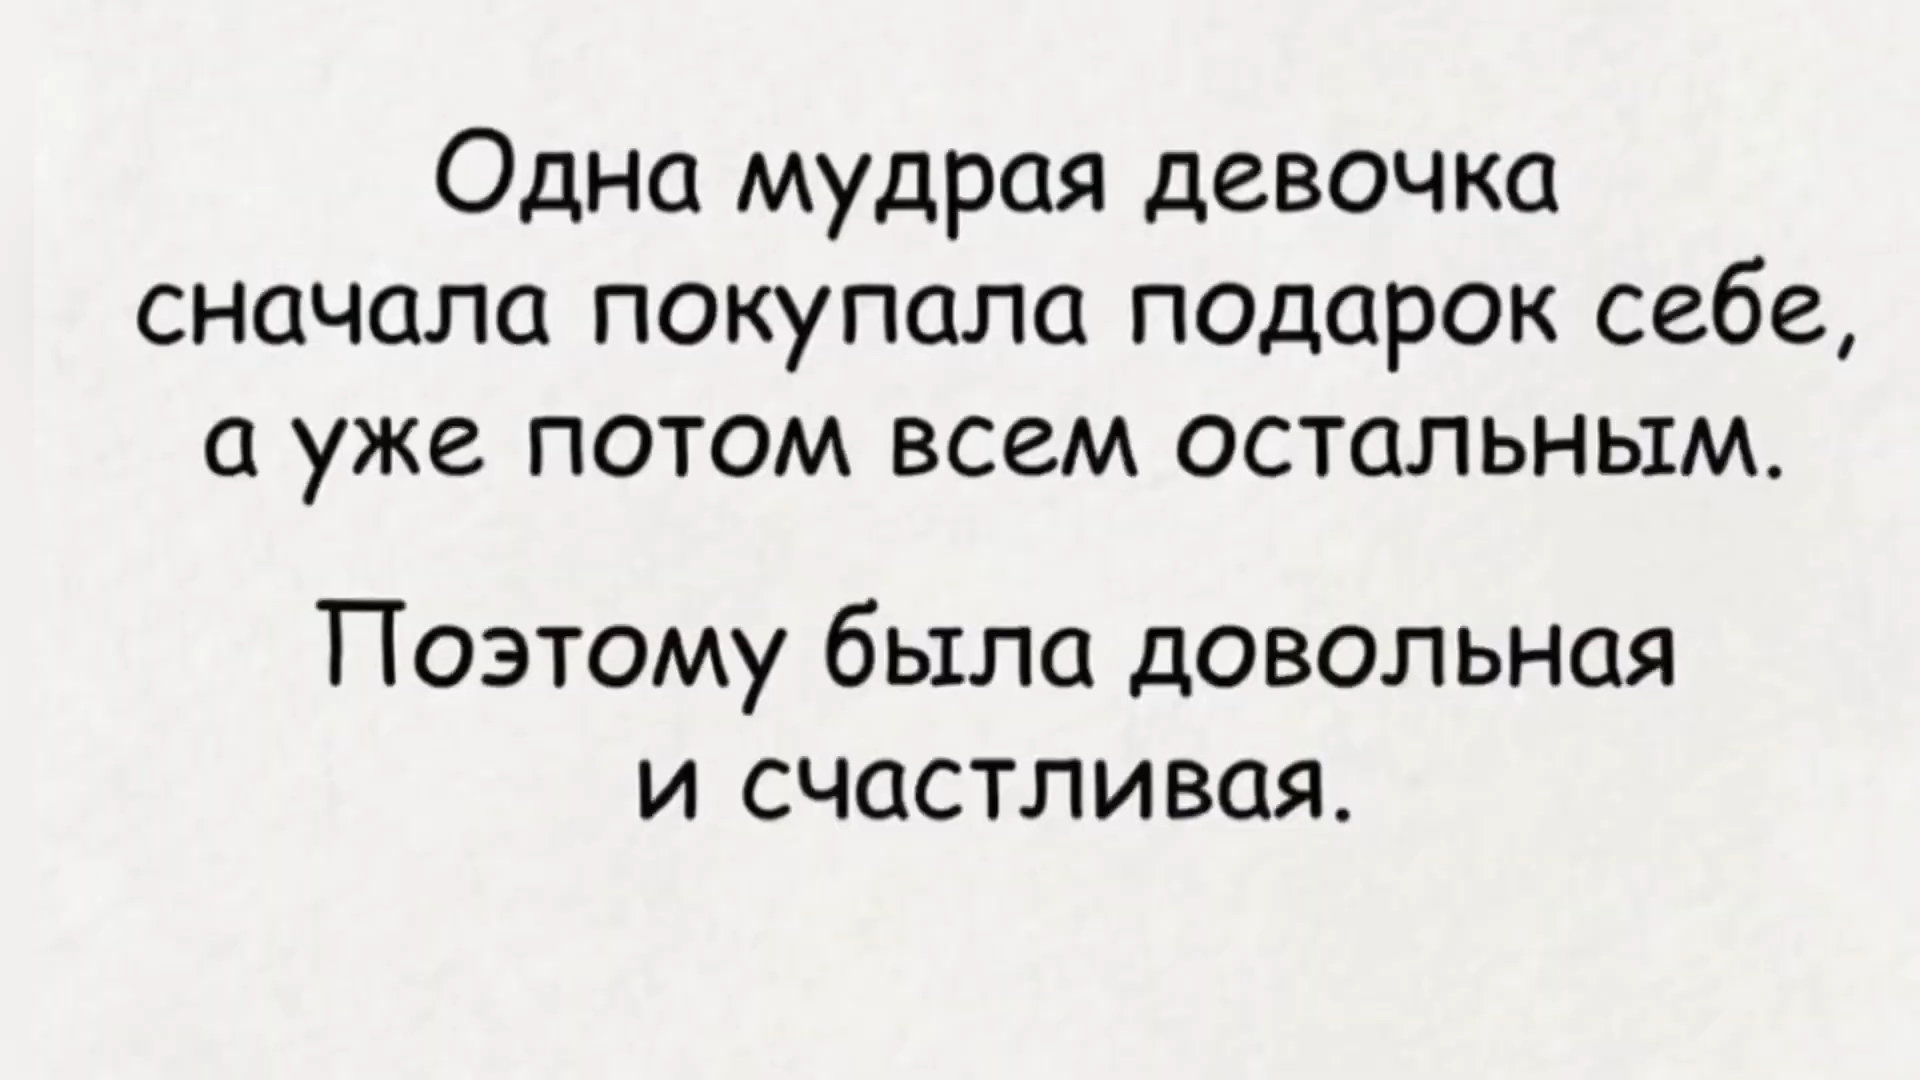 Одна мудрая девочка
сначала покупала подарок себе,
а уже потом всем остальным.
Поэтому была довольная
и счастливая.